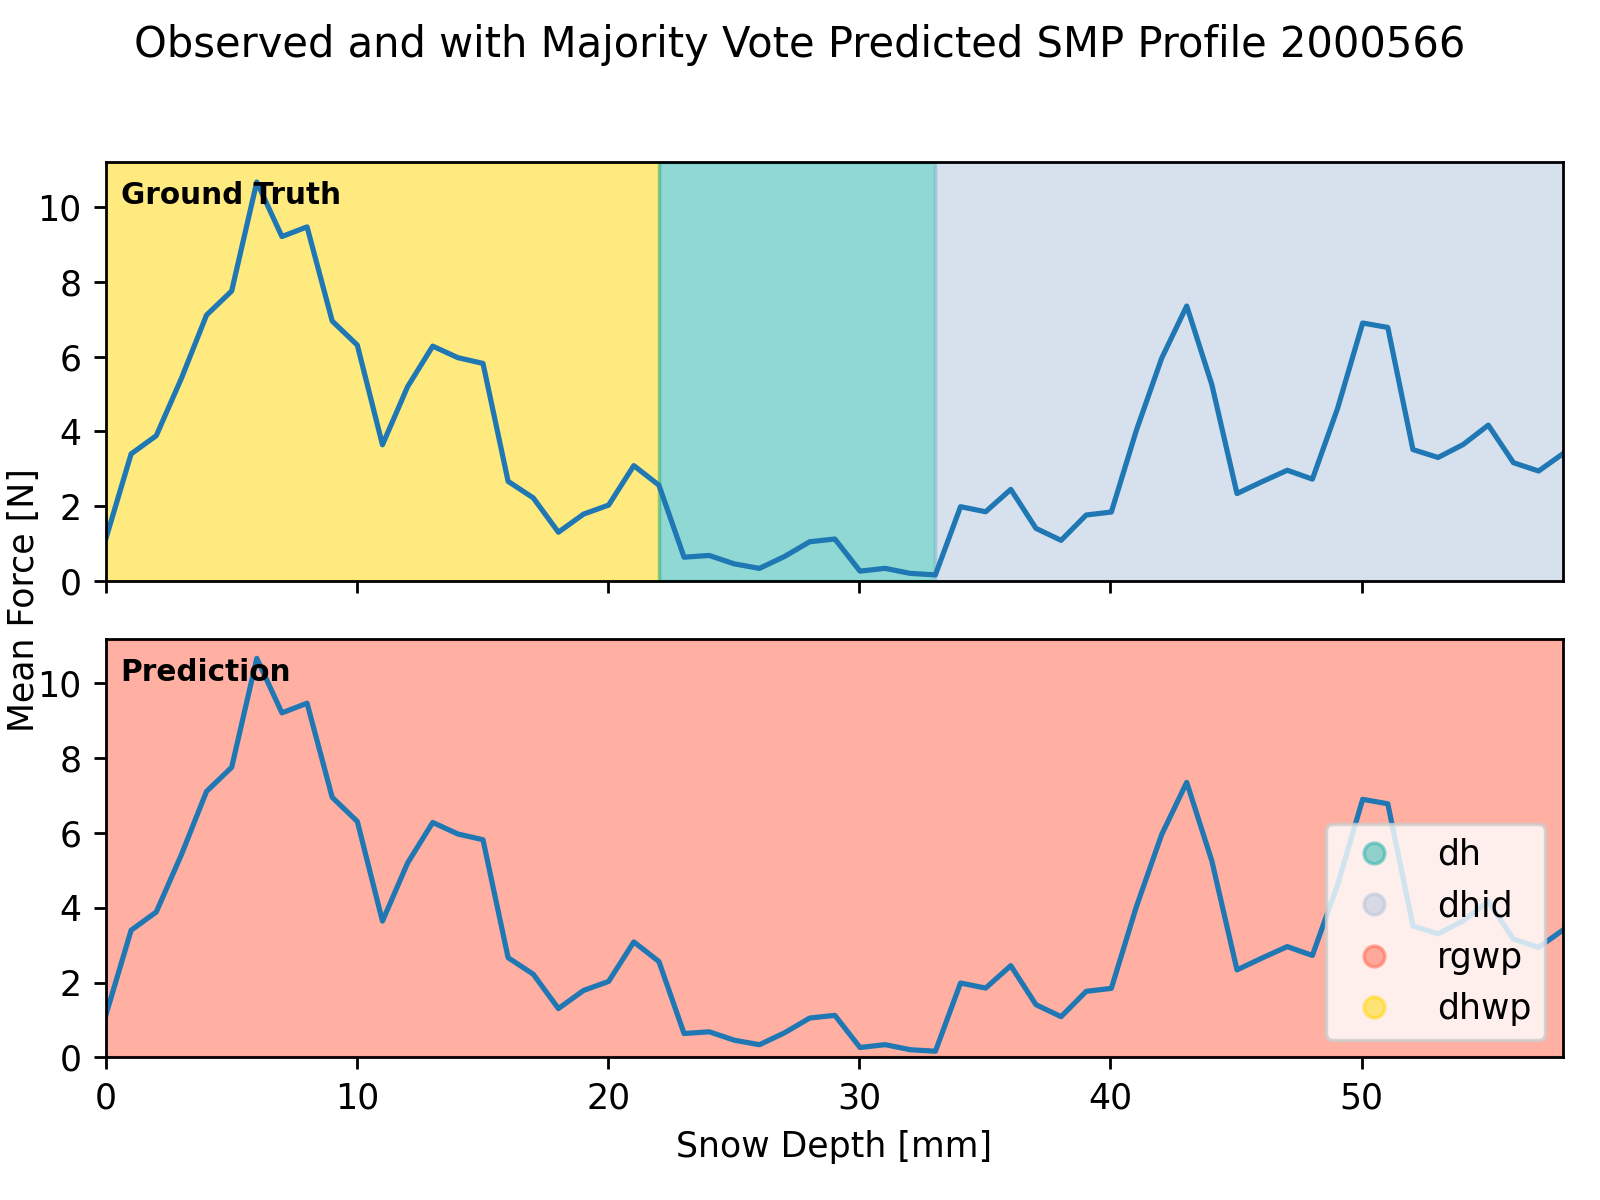 Observed and with Majority Vote Predicted SMP Profile 2000566
Ground Truth
10
8
6
4
2
0
Mean Force [N]
Prediction
10
8
6
4
2
0
dh
dhid
rgwp
dhwp
0 10 20 30 40 50
Snow Depth [mm]